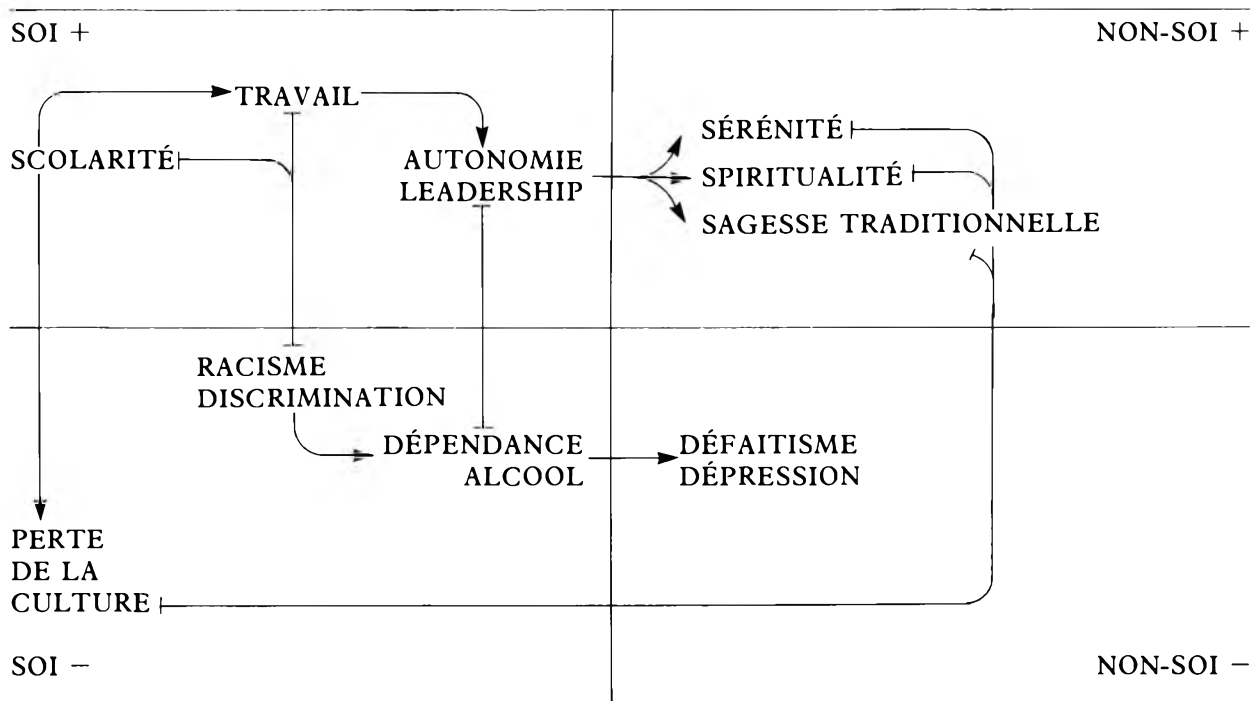 SOI +
NON-SOI +
TRAVAIL
SCOLARITÉ
AUTONOMIE
LEADERSHIP
SÉRÉNITÉ
SPIRITUALITÉ
SAGESSE TRADITIONNELLE
RACISME
DISCRIMINATION
DÉPENDANCE
ALCOOL
DÉFAITISME
DÉPRESSION
PERTE
DE LA
CULTURE
SOI −
NON-SOI −